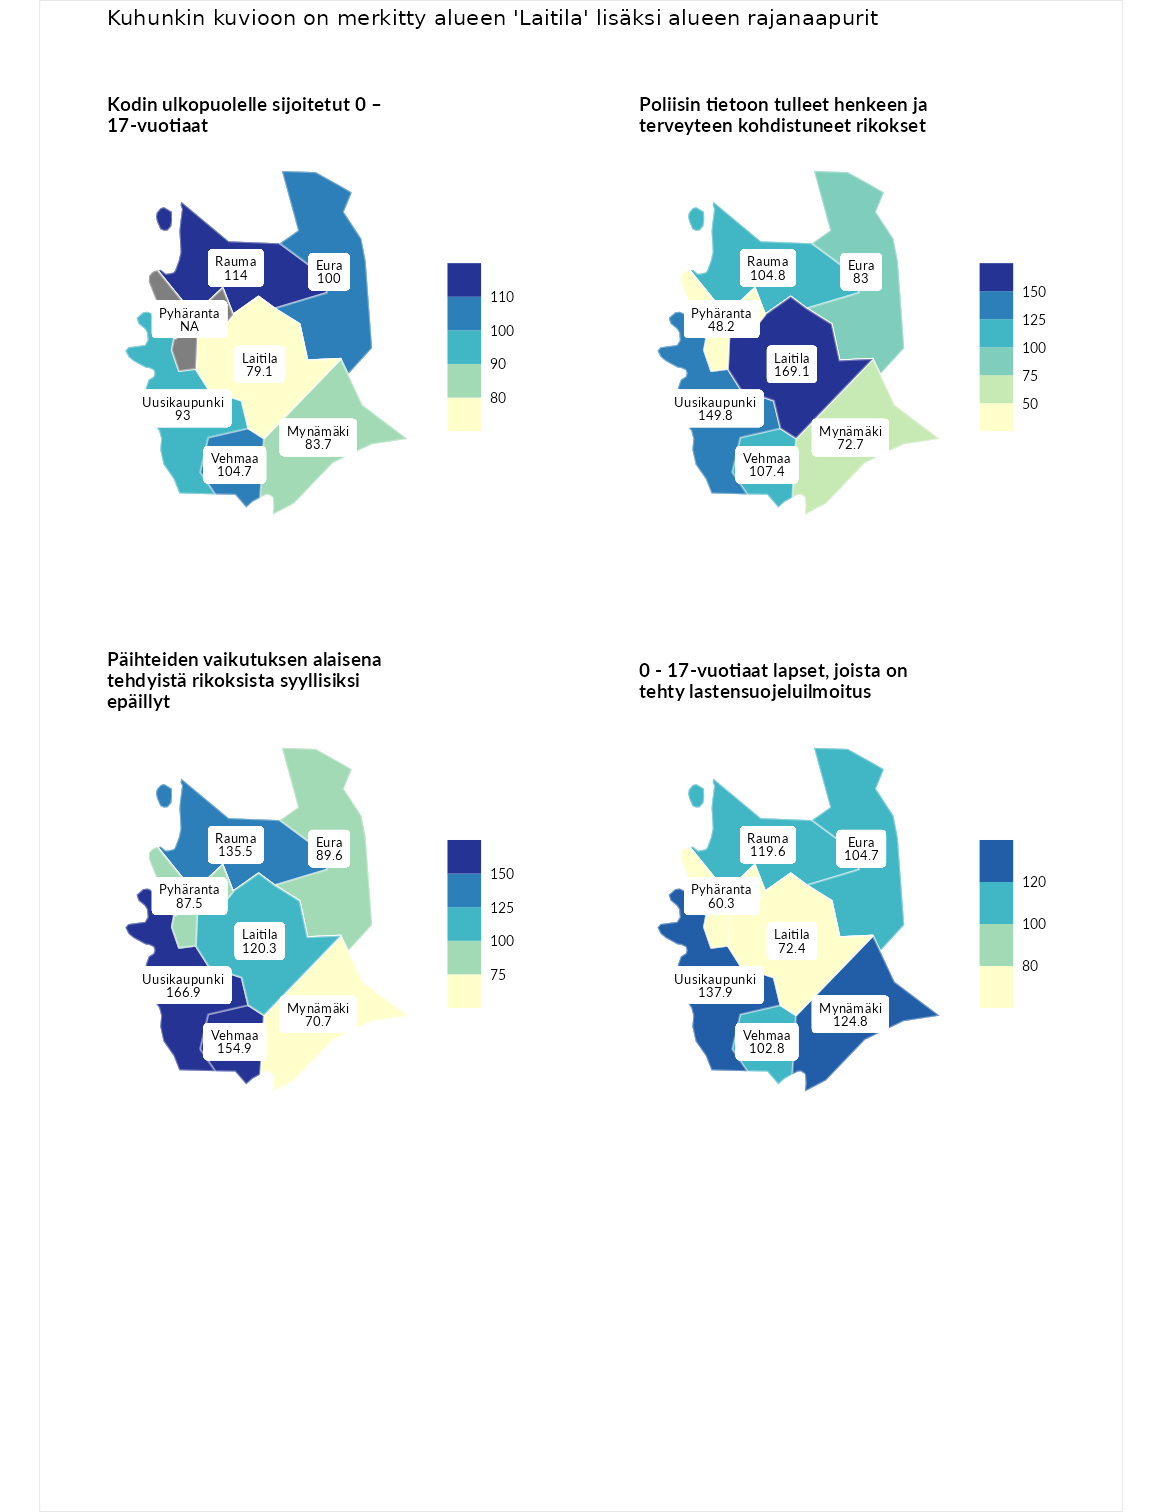 Kuhunkin kuvioon on merkitty alueen 'Laitila' lisäksi alueen rajanaapurit
Kodin ulkopuolelle sijoitetut 0 –
17-vuotiaat
Rauma
114
Eura
100
Pyhäranta
NA
Laitila
79.1
Uusikaupunki
93
Mynämäki
83.7
Vehmaa
104.7
110
100
90
80
Poliisin tietoon tulleet henkeen ja
terveyteen kohdistuneet rikokset
Rauma
104.8
Eura
83
Pyhäranta
48.2
Laitila
169.1
Uusikaupunki
149.8
Mynämäki
72.7
Vehmaa
107.4
150
125
100
75
50
Päihteiden vaikutuksen alaisena
tehdyistä rikoksista syyllisiksi
epäillyt
Rauma
135.5
Eura
89.6
Pyhäranta
87.5
Laitila
120.3
Uusikaupunki
166.9
Mynämäki
70.7
Vehmaa
154.9
150
125
100
75
0 - 17-vuotiaat lapset, joista on
tehty lastensuojeluilmoitus
Rauma
119.6
Eura
104.7
Pyhäranta
60.3
Laitila
72.4
Uusikaupunki
137.9
Mynämäki
124.8
Vehmaa
102.8
120
100
80